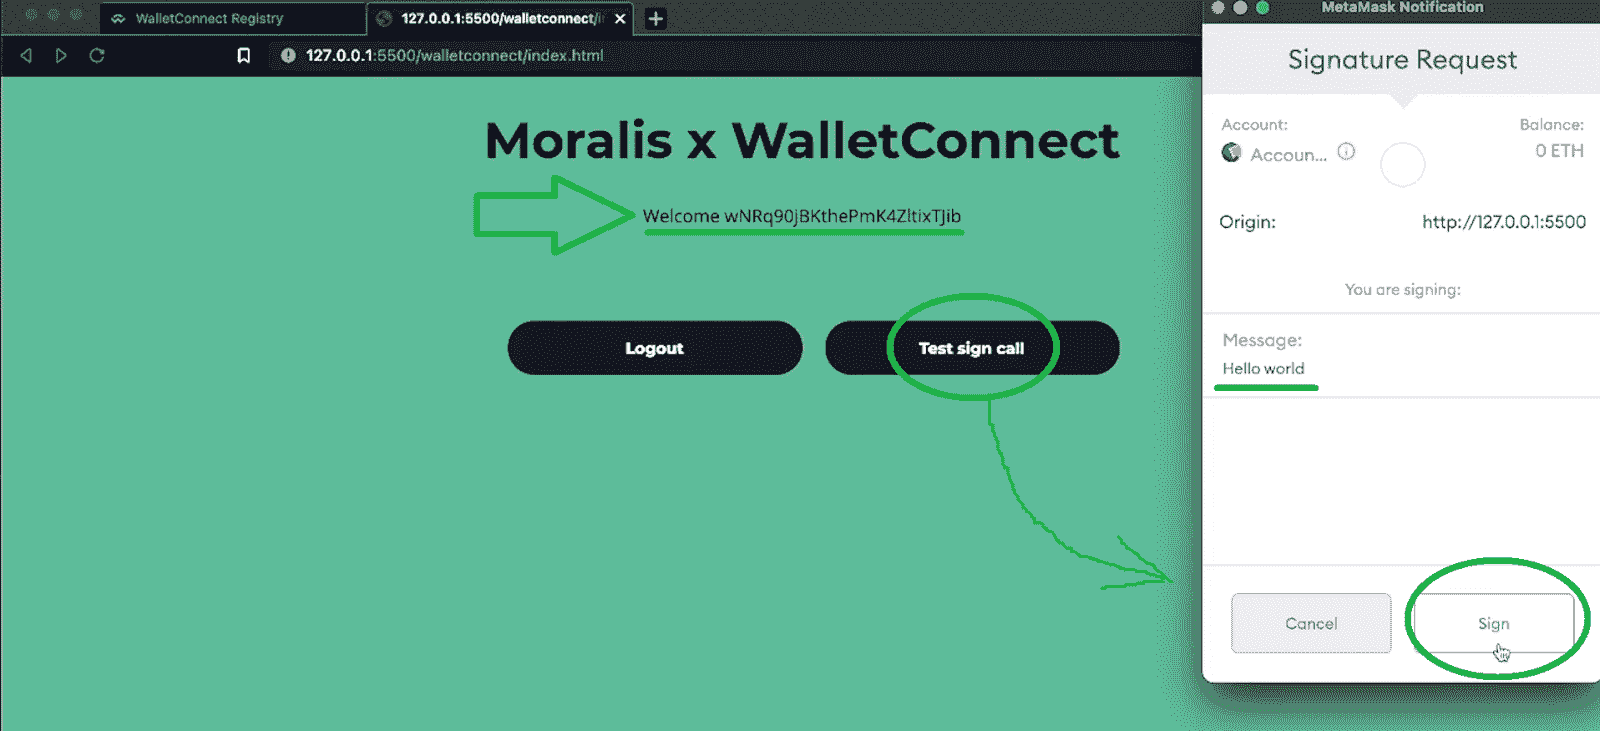 WalletConnect Registry
127.0.0.1:5500/walletconnect/i
127.0.0.1:5500/walletconnect/index.html
Moralis x WalletConnect
Welcome wNRq90jBKthePmK4ZltixTJib
Logout
Test sign call
MetaMask Notification
Signature Request
Account:
Balance:
Accoun...
0 ETH
Origin:
http://127.0.0.1:5500
You are signing:
Message:
Hello world
Cancel
Sign